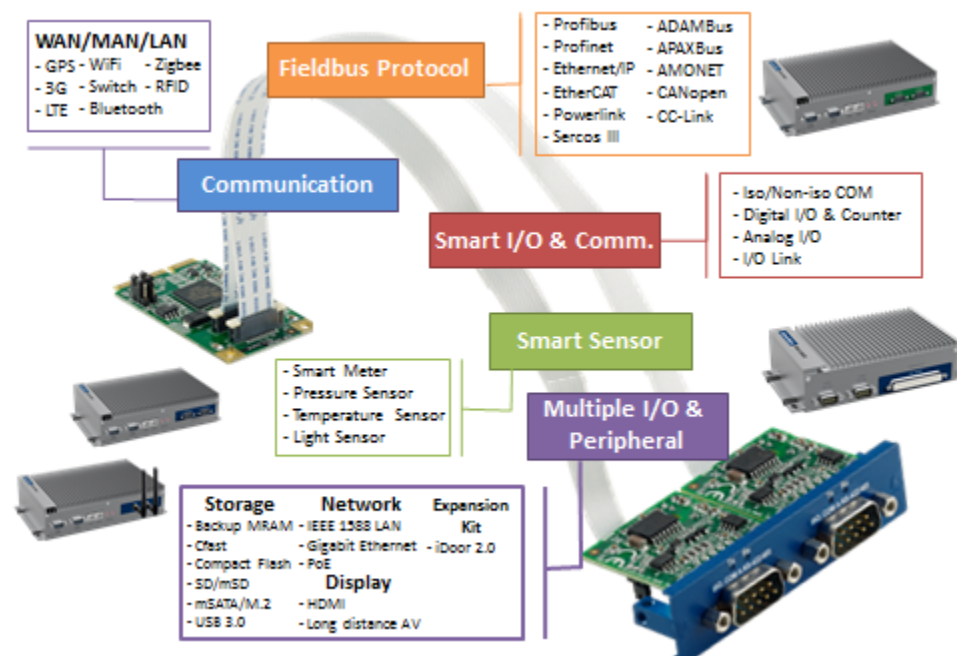 WAN/MAN/LAN
- GPS - WiFi - Zigbee
- 3G - Switch - RFID
- LTE - Bluetooth
Fieldbus Protocol
- Profibus - ADAMBus
- Profinet - APAXBus
- Ethernet/IP - AMONET
- EtherCAT - CANopen
- Powerlink - CC-Link
- Sercos III
Communication
Smart I/O & Comm.
- Iso/Non-iso COM
- Digital I/O & Counter
- Analog I/O
- I/O Link
Smart Sensor
- Smart Meter
- Pressure Sensor
- Temperature Sensor
- Light Sensor
Multiple I/O &
Peripheral
Storage
- Backup MRAM
- Cfast
- Compact Flash
- SD/mSD
- mSATA/M.2
- USB 3.0
Network
- IEEE 1588 LAN
- Gigabit Ethernet
- PoE
Display
- HDMI
- Long distance AV
Expansion
Kit
- iDoor 2.0